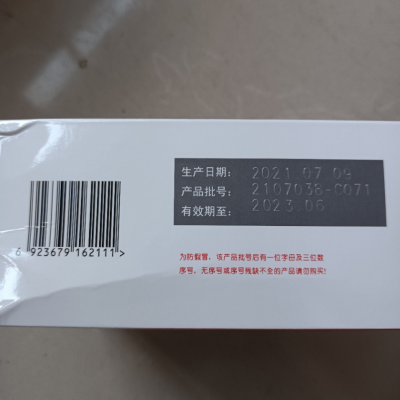 生产日期: 2021.07.09
产品批号: 2107038-C071
有效期至: 2023.06
6 923679 162111>
为防假冒，该产品批号后有一位字母及三位数
序号，无序号或序号残缺不全的产品请勿购买!